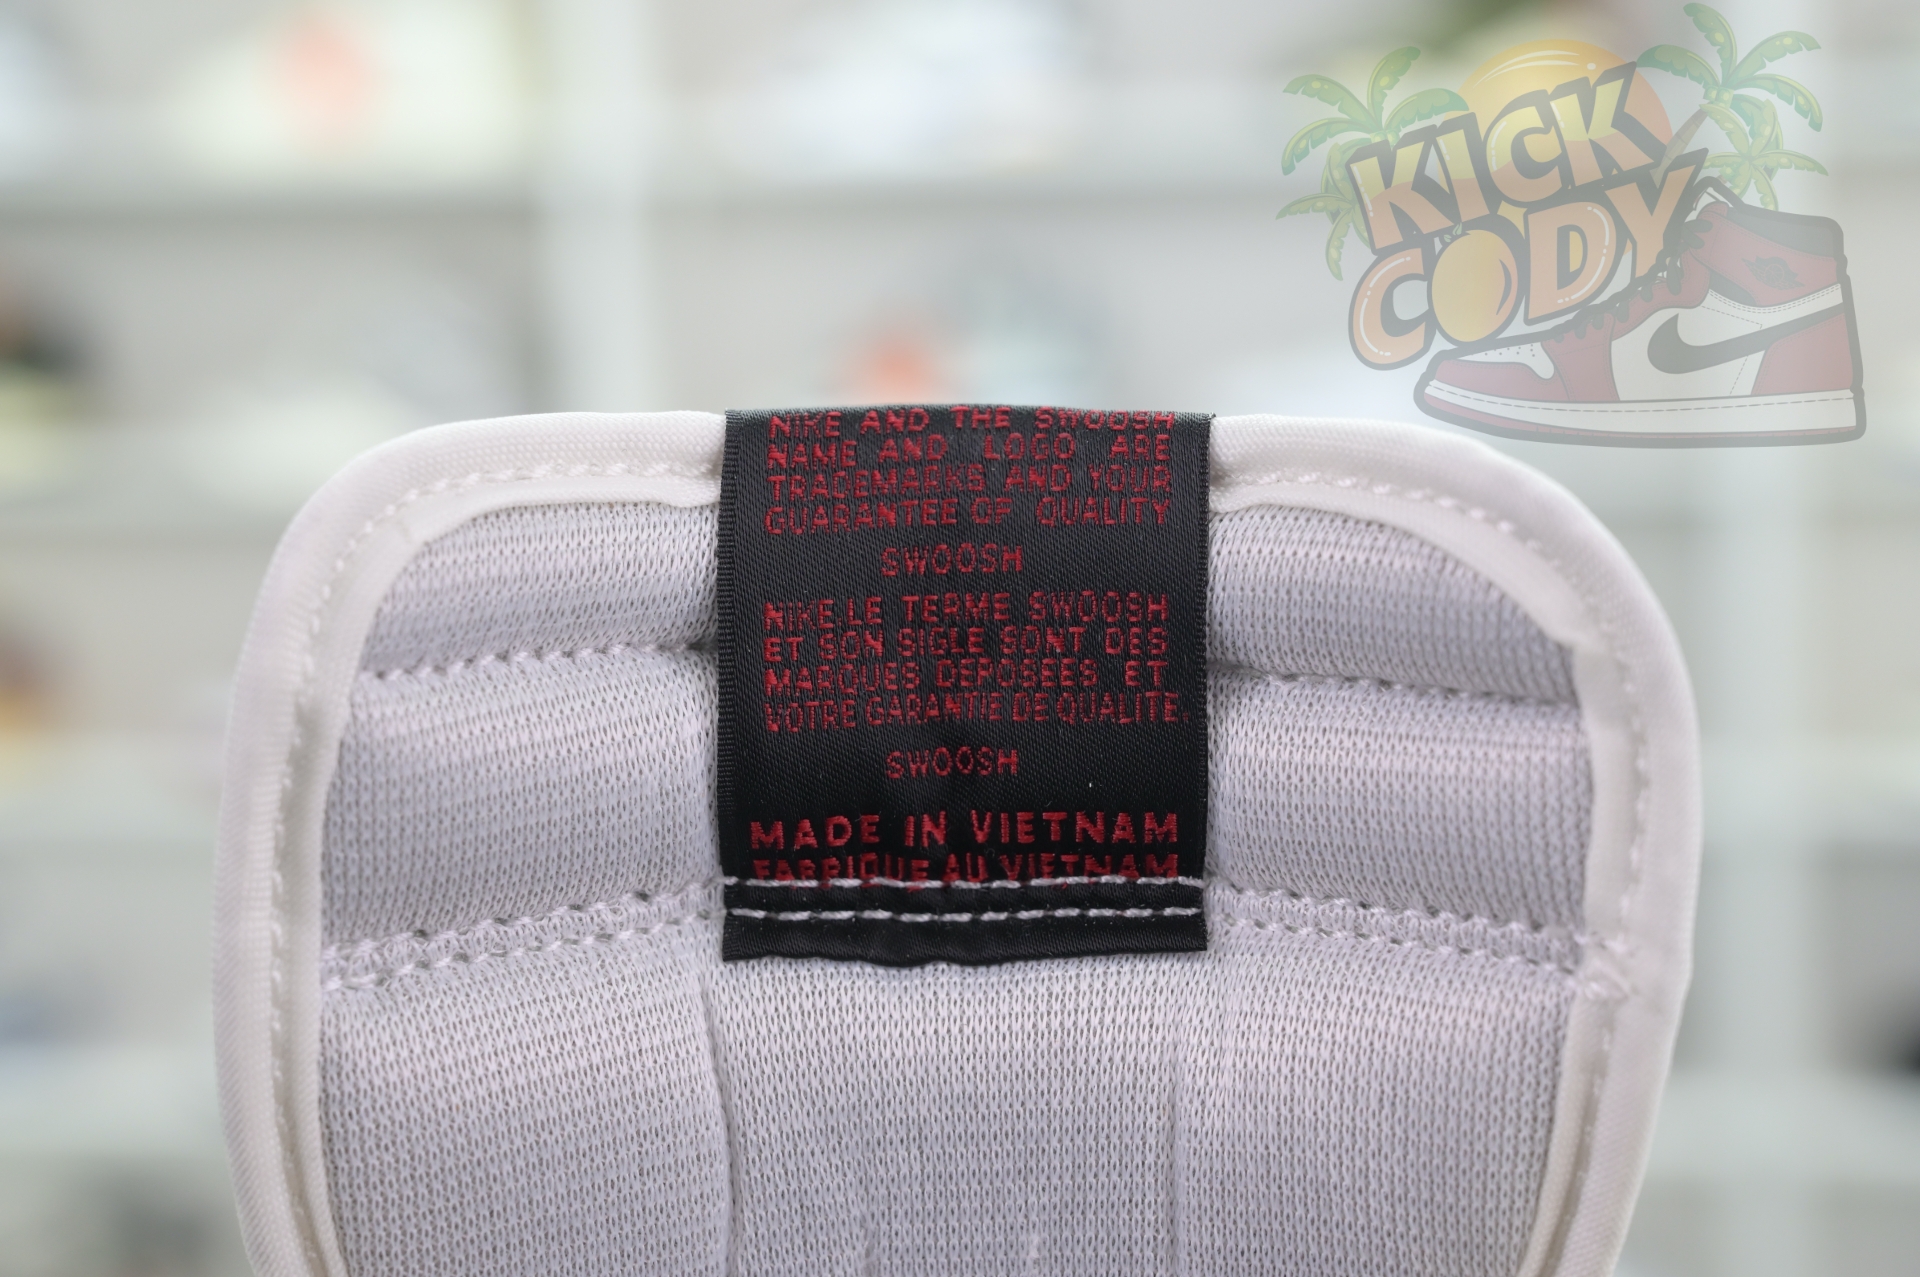 KICK
CODY
NIKE AND THE SWOOSH
NAME AND LOGO ARE
TRADEMARKS AND YOUR
GUARANTEE OF QUALITY
SWOOSH
NIKE.LE TERME SWOOSH
ET SON SIGLE SONT DES
MARQUES DEPOSEES ET
VOTRE GARANTIE DE QUALITE.
SWOOSH
MADE IN VIETNAM
FABRIQUE AU VIETNAM